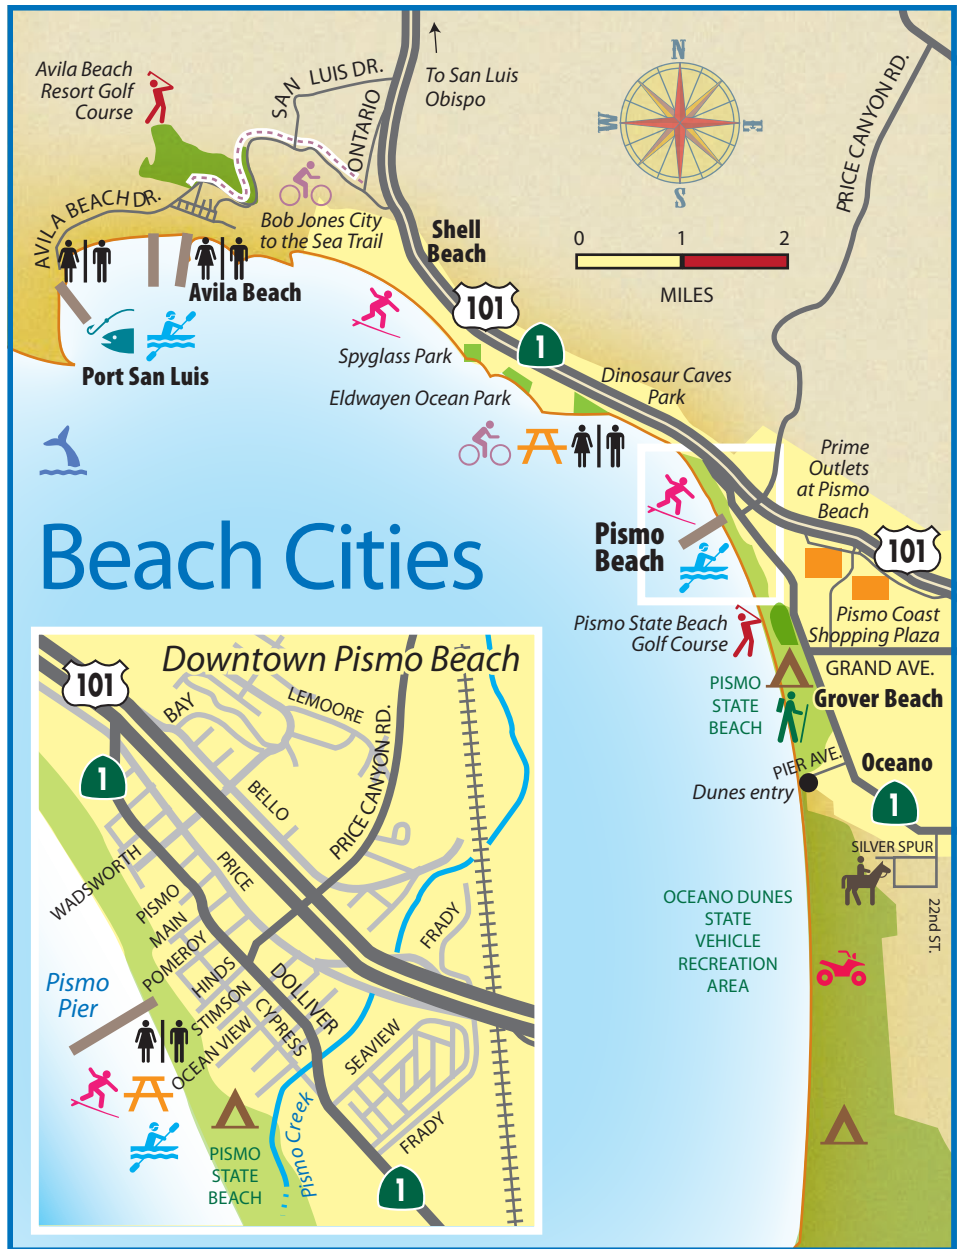 Avila Beach
Resort Golf
Course
SAN LUIS DR.
ONTARIO
To San Luis
Obispo
N
W
E
S
PRICE CANYON RD.
AVILA BEACH DR.
Bob Jones City
to the Sea Trail
Shell
Beach
0 1 2
MILES
Avila Beach
101
1
Port San Luis
Spyglass Park
Eldwayen Ocean Park
Dinosaur Caves
Park
Prime
Outlets
at Pismo
Beach
Beach Cities
Pismo
Beach
101
Pismo State Beach
Golf Course
Pismo Coast
Shopping Plaza
GRAND AVE.
PISMO
STATE
BEACH
Grover Beach
PIER AVE.
Oceano
Dunes entry
1
SILVER SPUR
22nd ST.
OCEANO DUNES
STATE
VEHICLE
RECREATION
AREA
Downtown Pismo Beach
101
BAY
LEMOORE
1
BELLO
PRICE CANYON RD.
PRICE
WADSWORTH
PISMO
MAIN
POMEROY
HINDS
STIMSON
OCEAN VIEW
CYPRESS
DOLLIVER
FRADY
SEAVIEW
FRADY
Pismo
Pier
Pismo Creek
PISMO
STATE
BEACH
1